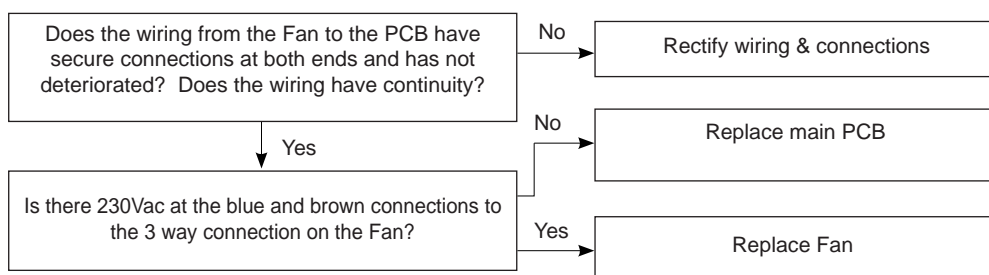 Does the wiring from the Fan to the PCB have
secure connections at both ends and has not
deteriorated?  Does the wiring have continuity?
No
Rectify wiring & connections
Yes
No
Replace main PCB
Is there 230Vac at the blue and brown connections to
the 3 way connection on the Fan?
Yes
Replace Fan